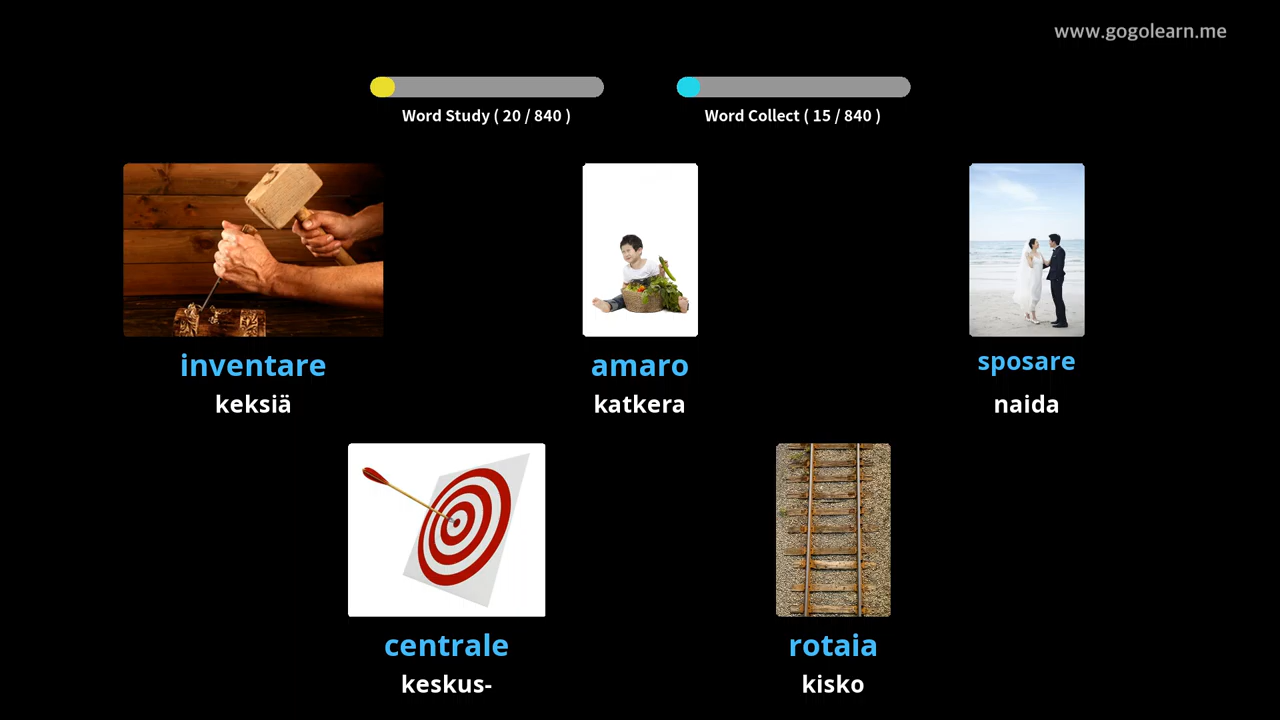 www.gogolearn.me
Word Study ( 20 / 840 )
Word Collect ( 15 / 840 )
inventare
keksiä
amaro
katkera
sposare
naida
centrale
keskus-
rotaia
kisko